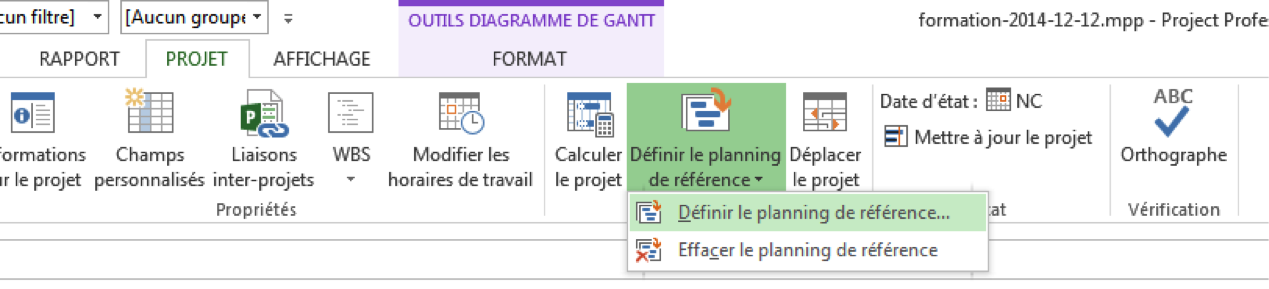 cun filtre]
[Aucun groupe
OUTILS DIAGRAMME DE GANTT
formation-2014-12-12.mpp - Project Profe
RAPPORT
PROJET
AFFICHAGE
FORMAT
formations
ur le projet
Champs
personnalisés
Liaisons
inter-projets
WBS
Modifier les
horaires de travail
Calculer
le projet
Définir le planning
de référence
Déplacer
le projet
Date d'état : NC
Mettre à jour le projet
ABC
Orthographe
Propriétés
tat
Vérification
Définir le planning de référence...
Effacer le planning de référence